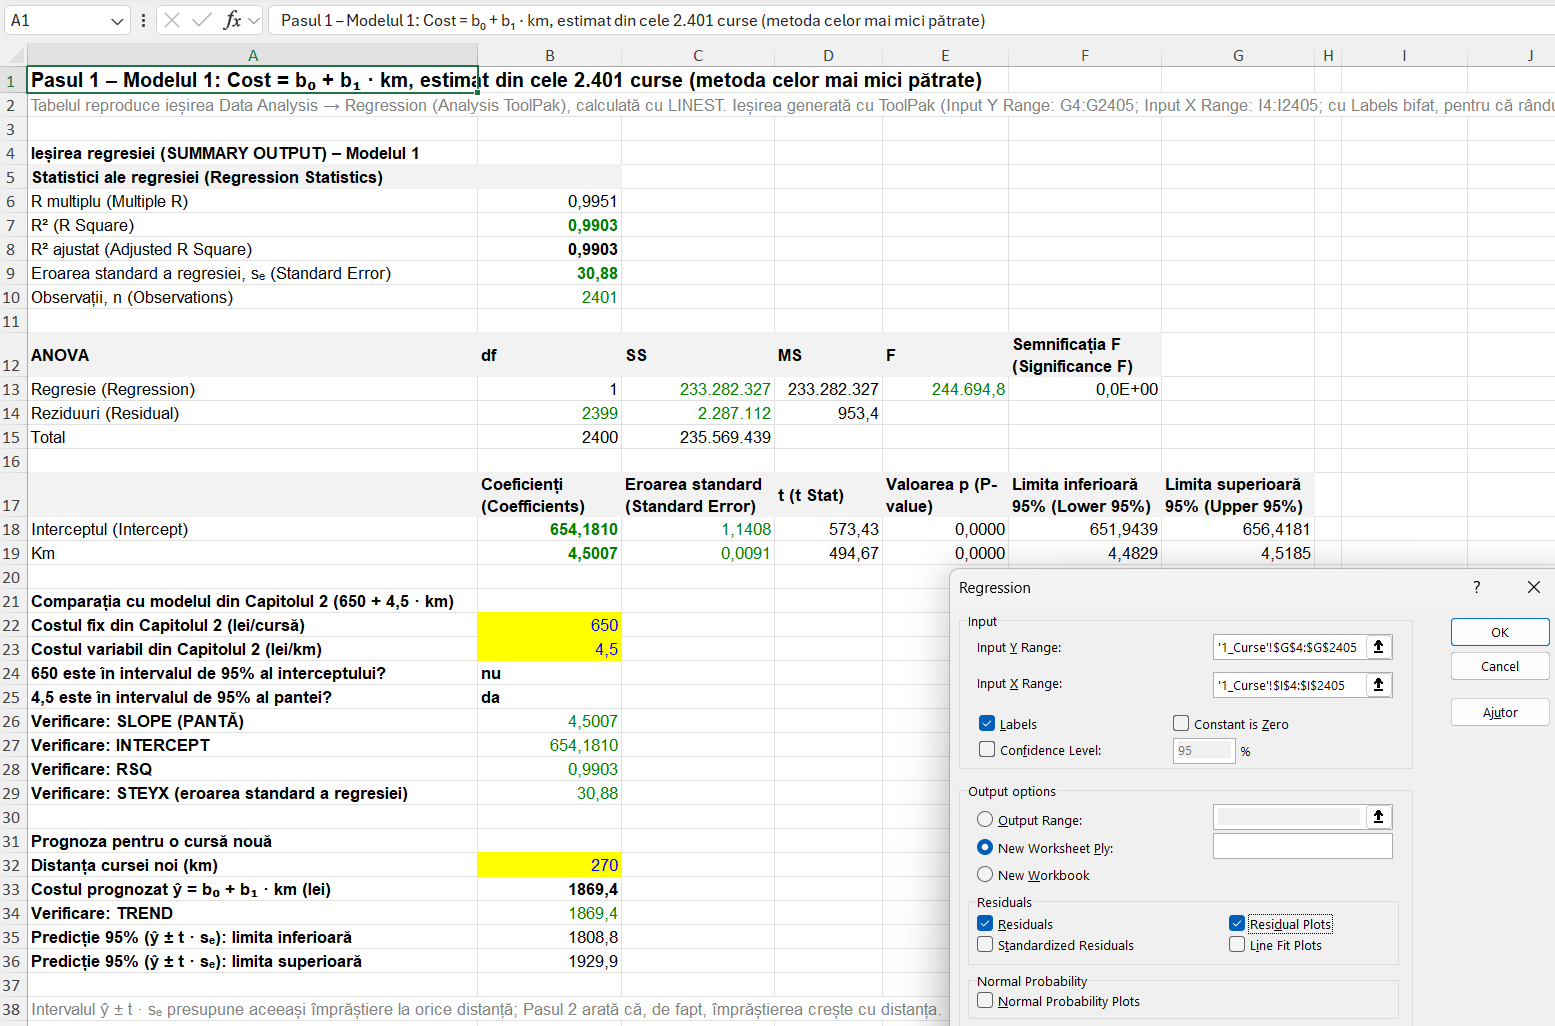 A1 fx Pasul 1 – Modelul 1: Cost = b₀ + b₁ · km, estimat din cele 2.401 curse (metoda celor mai mici pătrate)
A B C D E F G H I J
1 Pasul 1 – Modelul 1: Cost = b₀ + b₁ · km, estimat din cele 2.401 curse (metoda celor mai mici pătrate)
2 Tabelul reproduce ieșirea Data Analysis → Regression (Analysis ToolPak), calculată cu LINEST. Ieșirea generată cu ToolPak (Input Y Range: G4:G2405; Input X Range: I4:I2405; cu Labels bifat, pentru că rându
3
4 Ieșirea regresiei (SUMMARY OUTPUT) – Modelul 1
5 Statistici ale regresiei (Regression Statistics)
6 R multiplu (Multiple R) 0,9951
7 R² (R Square) 0,9903
8 R² ajustat (Adjusted R Square) 0,9903
9 Eroarea standard a regresiei, sₑ (Standard Error) 30,88
10 Observații, n (Observations) 2401
11
12 ANOVA df SS MS F Semnificația F (Significance F)
13 Regresie (Regression) 1 233.282.327 233.282.327 244.694,8 0,0E+00
14 Reziduuri (Residual) 2399 2.287.112 953,4
15 Total 2400 235.569.439
16
17 Coeficienți (Coefficients) Eroarea standard (Standard Error) t (t Stat) Valoarea p (P-value) Limita inferioară 95% (Lower 95%) Limita superioară 95% (Upper 95%)
18 Interceptul (Intercept) 654,1810 1,1408 573,43 0,0000 651,9439 656,4181
19 Km 4,5007 0,0091 494,67 0,0000 4,4829 4,5185
20
21 Comparația cu modelul din Capitolul 2 (650 + 4,5 · km)
22 Costul fix din Capitolul 2 (lei/cursă) 650
23 Costul variabil din Capitolul 2 (lei/km) 4,5
24 650 este în intervalul de 95% al interceptului? nu
25 4,5 este în intervalul de 95% al pantei? da
26 Verificare: SLOPE (PANTĂ) 4,5007
27 Verificare: INTERCEPT 654,1810
28 Verificare: RSQ 0,9903
29 Verificare: STEYX (eroarea standard a regresiei) 30,88
30
31 Prognoza pentru o cursă nouă
32 Distanța cursei noi (km) 270
33 Costul prognozat ŷ = b₀ + b₁ · km (lei) 1869,4
34 Verificare: TREND 1869,4
35 Predicție 95% (ŷ ± t · sₑ): limita inferioară 1808,8
36 Predicție 95% (ŷ ± t · sₑ): limita superioară 1929,9
37
38 Intervalul ŷ ± t · sₑ presupune aceeași împrăștiere la orice distanță; Pasul 2 arată că, de fapt, împrăștierea crește cu distanța.
Regression ?
Input
Input Y Range: '1_Curse'!$G$4:$G$2405
Input X Range: '1_Curse'!$I$4:$I$2405
Labels Constant is Zero
Confidence Level: 95 %
OK
Cancel
Ajutor
Output options
Output Range:
New Worksheet Ply:
New Workbook
Residuals
Residuals Residual Plots
Standardized Residuals Line Fit Plots
Normal Probability
Normal Probability Plots